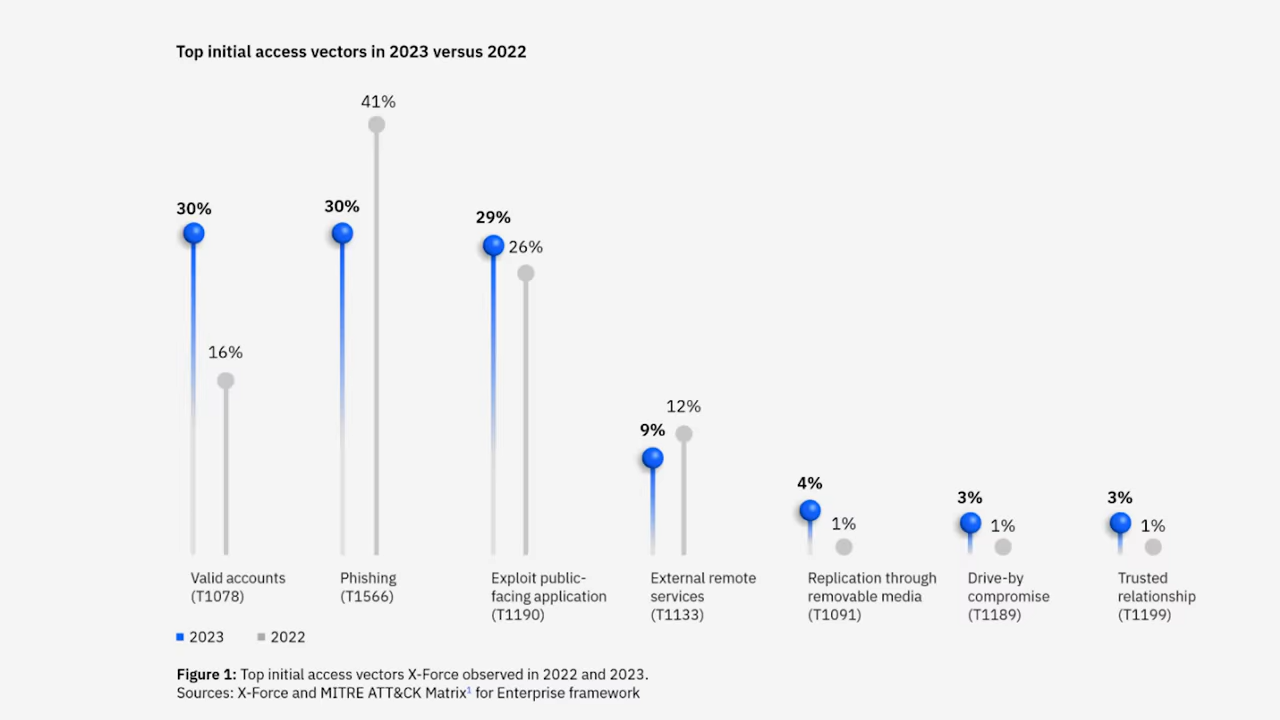 Top initial access vectors in 2023 versus 2022
41%
30%
30%
29%
26%
16%
12%
9%
4%
1%
3%
1%
3%
1%
Valid accounts
(T1078)
Phishing
(T1566)
Exploit public-
facing application
(T1190)
External remote
services
(T1133)
Replication through
removable media
(T1091)
Drive-by
compromise
(T1189)
Trusted
relationship
(T1199)
2023
2022
Figure 1: Top initial access vectors X-Force observed in 2022 and 2023.
Sources: X-Force and MITRE ATT&CK Matrix¹ for Enterprise framework